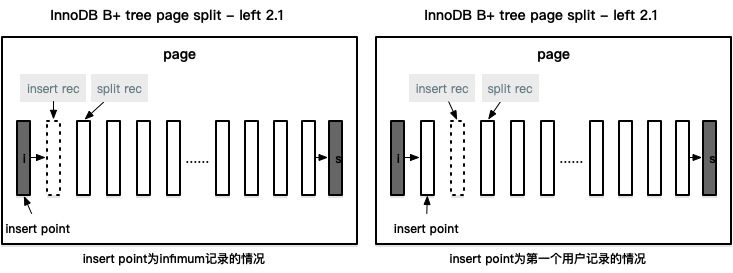 InnoDB B+ tree page split – left 2.1
page
insert rec
split rec
i
......
s
insert point
insert point为infimum记录的情况
InnoDB B+ tree page split – left 2.1
page
insert rec
split rec
i
......
s
insert point
insert point为第一个用户记录的情况